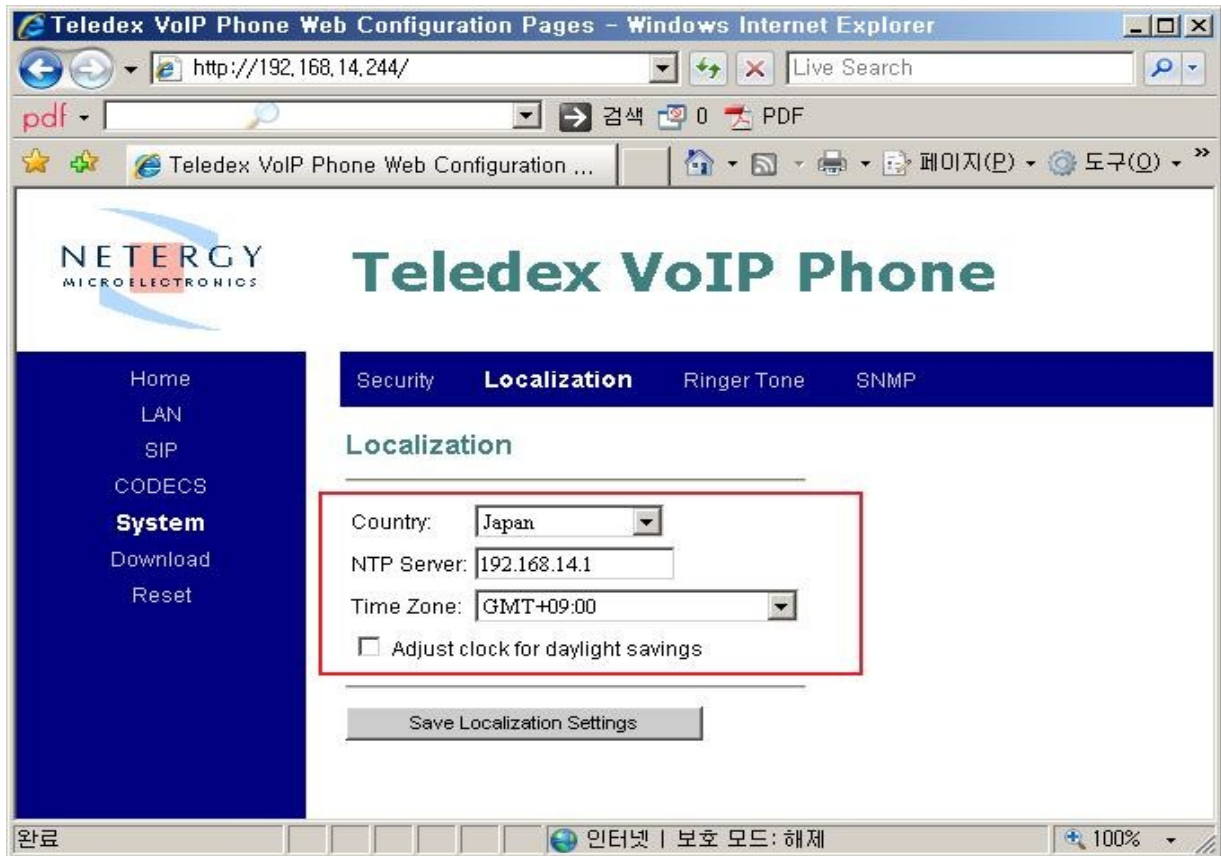 Teledex VoIP Phone Web Configuration Pages - Windows Internet Explorer
http://192.168.14.244/
Live Search
pdf
검색 0 PDF
Teledex VoIP Phone Web Configuration ...
페이지(P) 도구(O) »
NETERGY
MICROELECTRONICS
Teledex VoIP Phone
Home
LAN
SIP
CODECS
System
Download
Reset
Security Localization Ringer Tone SNMP
Localization
Country: Japan
NTP Server: 192.168.14.1
Time Zone: GMT+09:00
Adjust clock for daylight savings
Save Localization Settings
완료
인터넷 | 보호 모드: 해제
100%